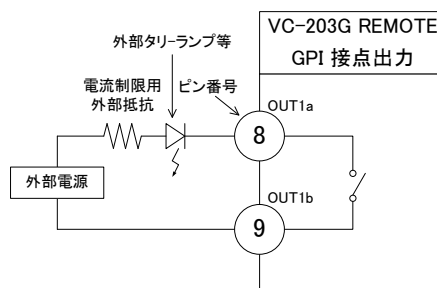 VC-203G REMOTE
GPI 接点出力
外部タリーランプ等
電流制限用
外部抵抗
ピン番号
OUT1a
8
外部電源
OUT1b
9